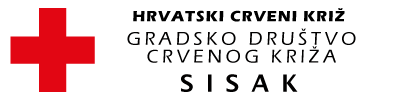 HRVATSKI CRVENI KRIŽ
GRADSKO DRUŠTVO
CRVENOG KRIŽA
SISAK